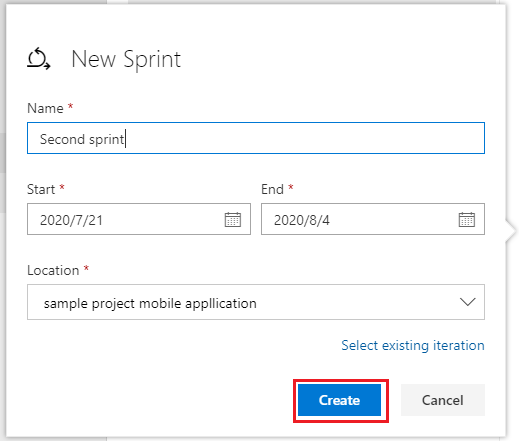 New Sprint
Name *
Second sprint
Start *
End *
2020/7/21
2020/8/4
Location *
sample project mobile appllication
Select existing iteration
Create
Cancel